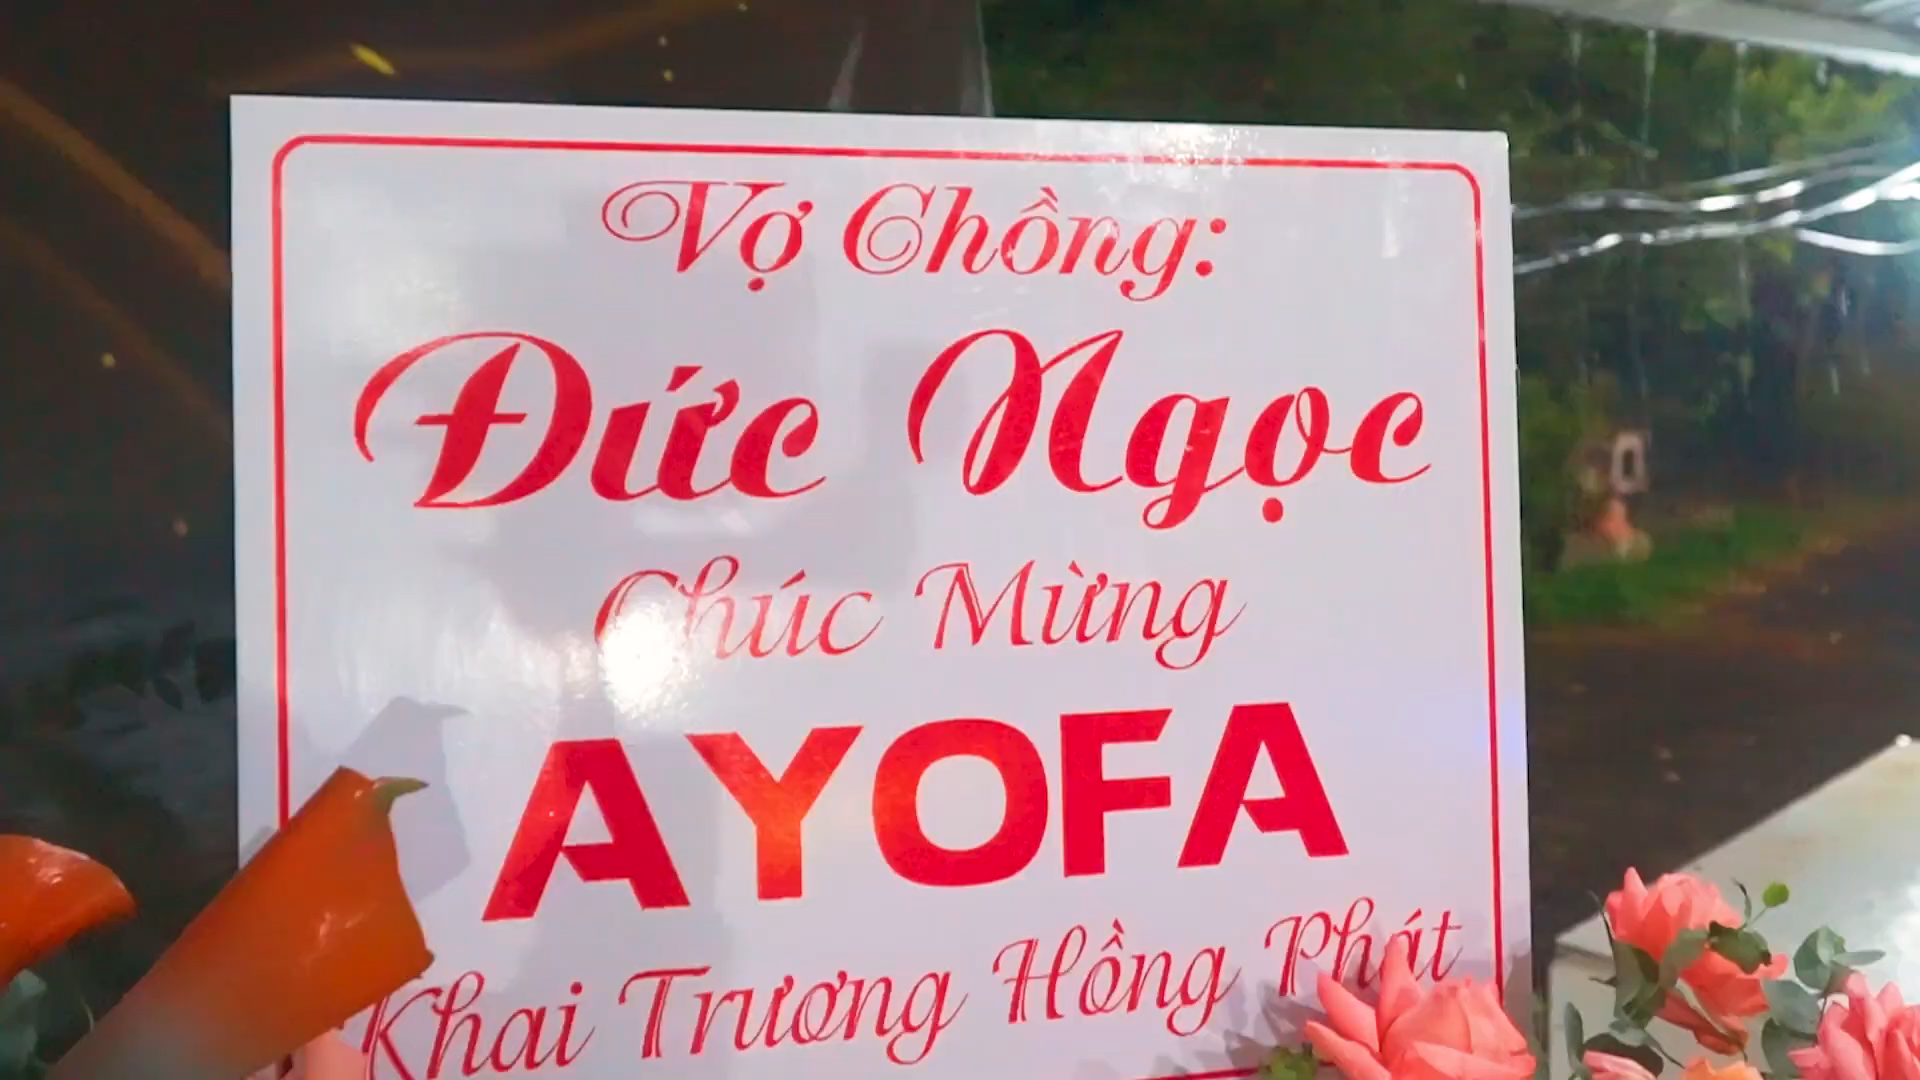 Vợ Chồng:
Đức Ngọc
Chúc Mừng
AYOFA
Khai Trương Hồng Phát